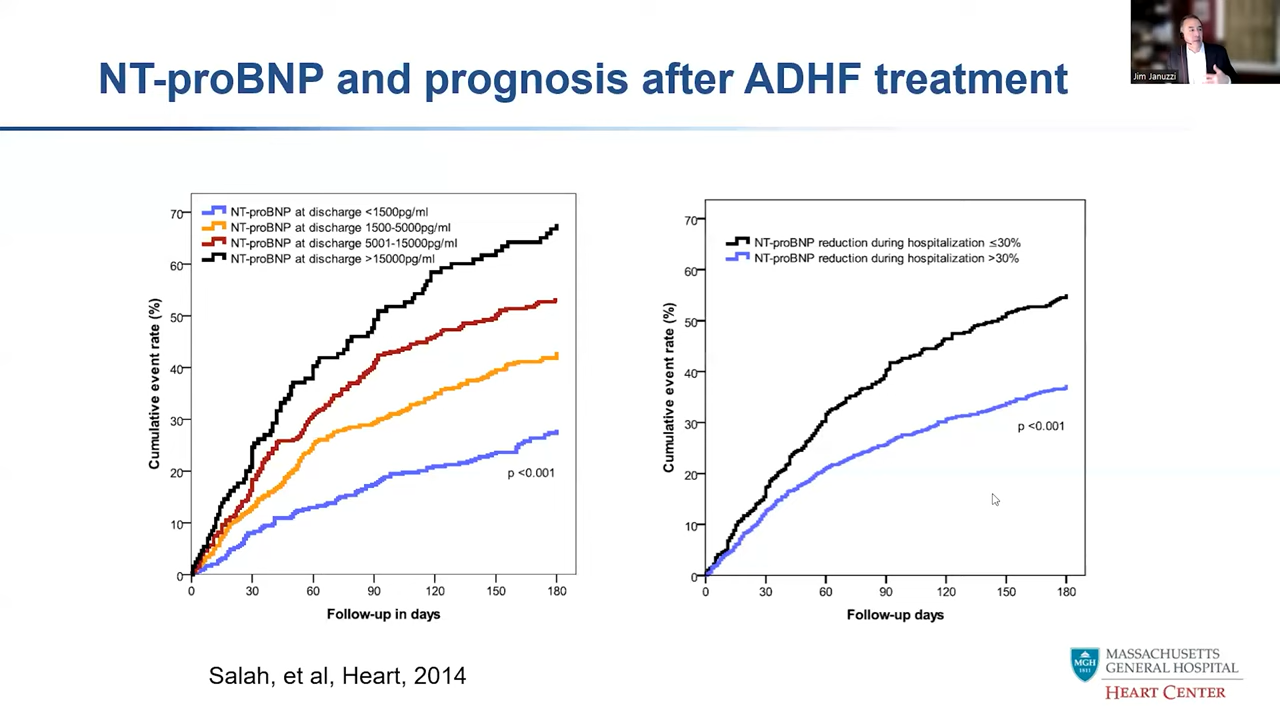 NT-proBNP and prognosis after ADHF treatment
Jim Januzzi
NT-proBNP at discharge <1500pg/ml
NT-proBNP at discharge 1500-5000pg/ml
NT-proBNP at discharge 5001-15000pg/ml
NT-proBNP at discharge >15000pg/ml
Cumulative event rate (%)
70
60
50
40
30
20
10
0
p <0.001
0 30 60 90 120 150 180
Follow-up in days
NT-proBNP reduction during hospitalization ≤30%
NT-proBNP reduction during hospitalization >30%
Cumulative event rate (%)
70
60
50
40
30
20
10
0
p <0.001
0 30 60 90 120 150 180
Follow-up days
Salah, et al, Heart, 2014
MGH
1811
MASSACHUSETTS
GENERAL HOSPITAL
HEART CENTER